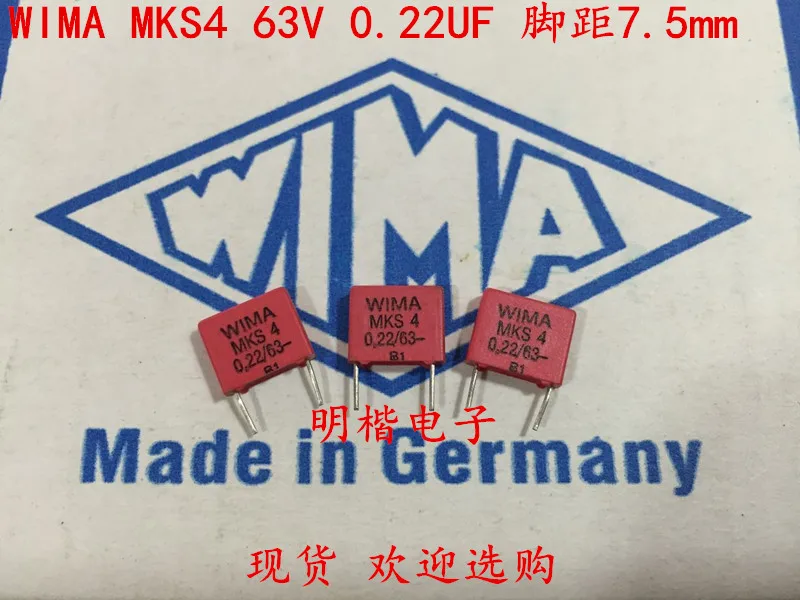 WIMA MKS4 63V 0.22UF 脚距7.5mm
WIMA
WIMA
MKS 4
0,22/63-
B1
WIMA
MKS 4
0,22/63-
B1
WIMA
MKS 4
0,22/63-
B1
明楷电子
Made in Germany
现货 欢迎选购